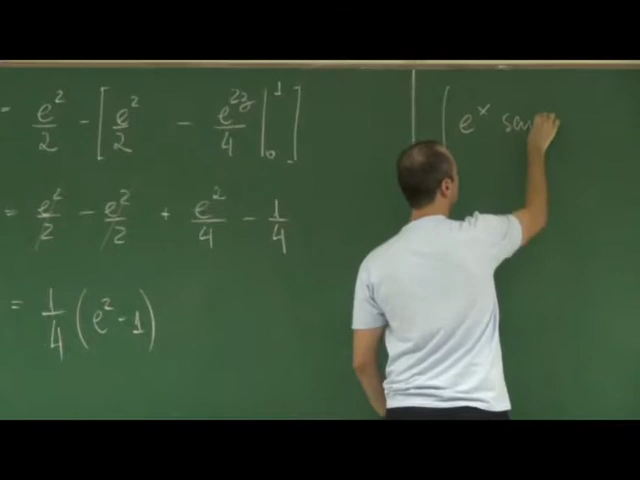 = e²/2 - [ e²/2 - e^{2z}/4 |₀¹ ]
= e²/2 - e²/2 + e²/4 - 1/4
= 1/4 ( e² - 1 )
∫ e^x sen